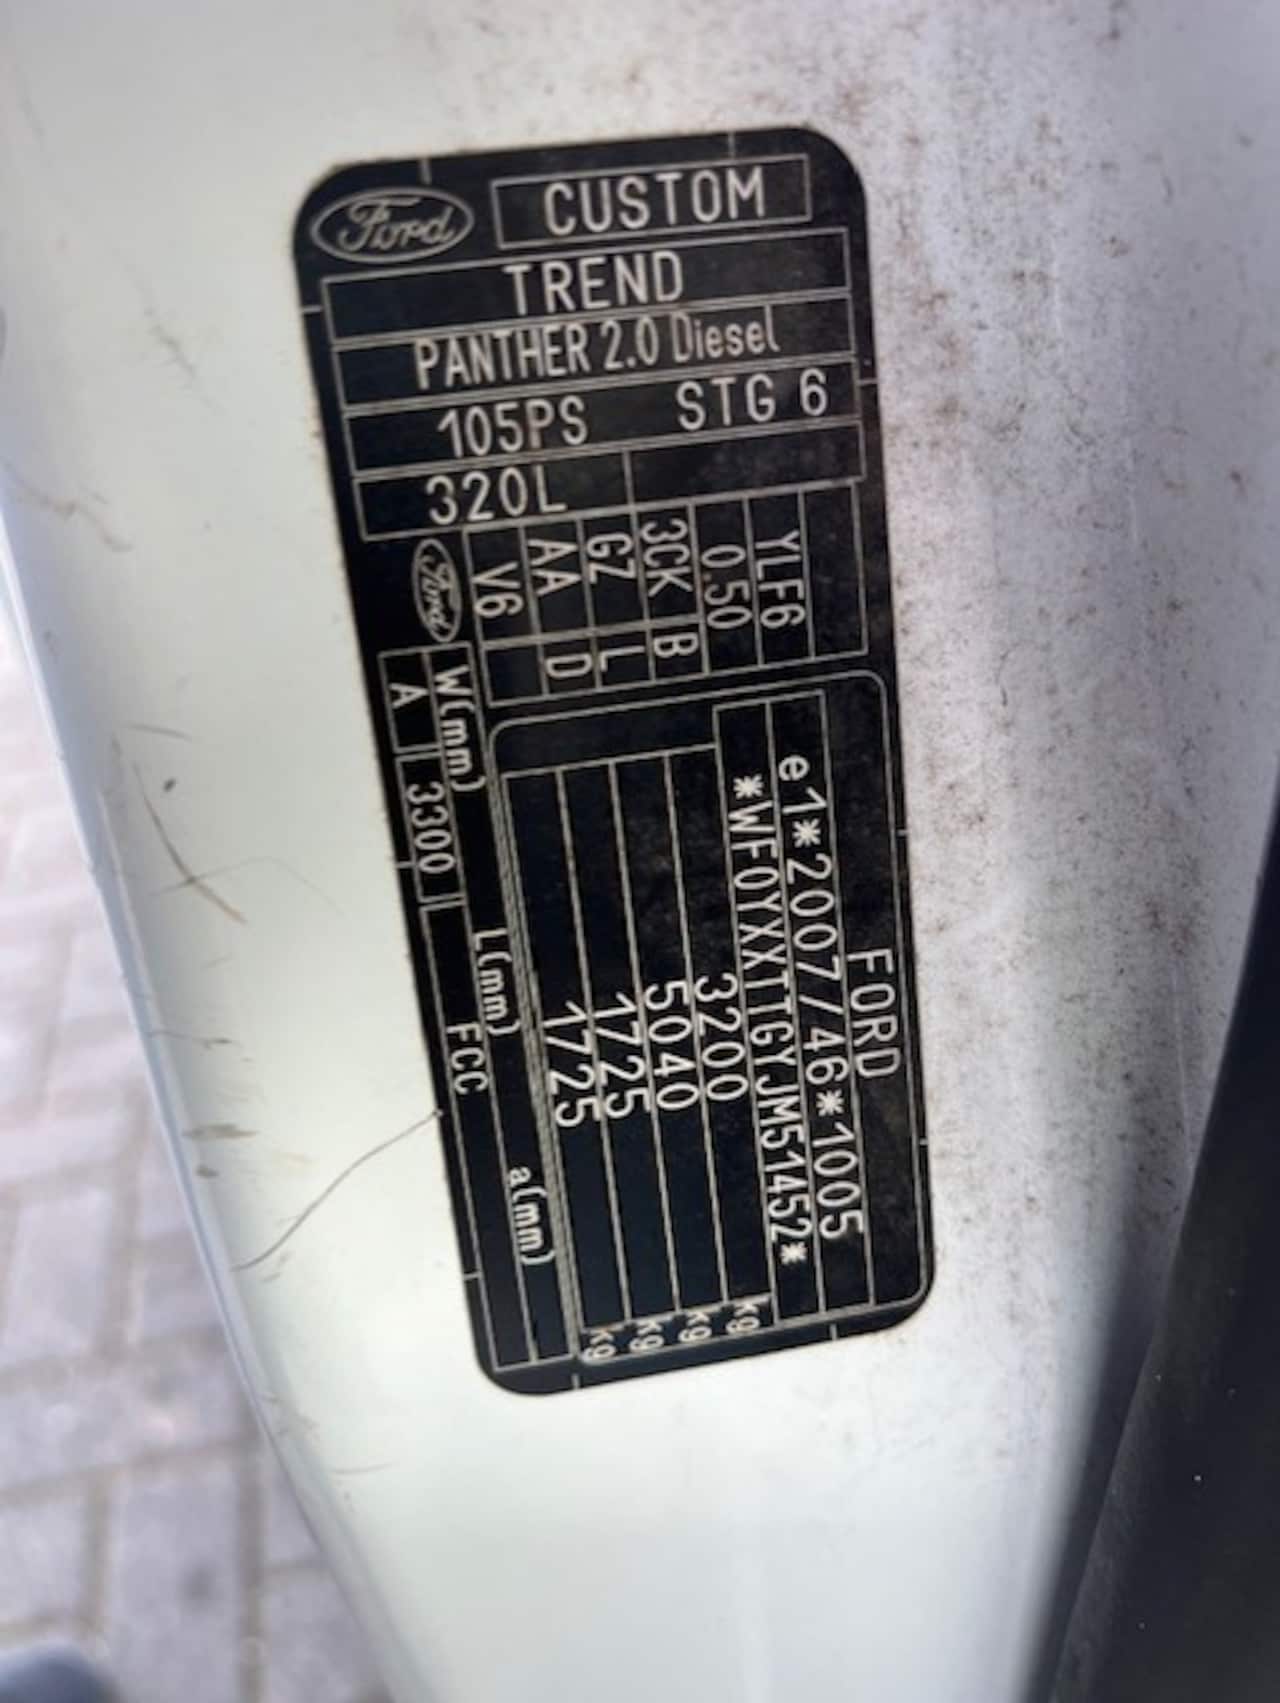 Ford CUSTOM
TREND
PANTHER 2.0 Diesel
105PS STG 6
320L
YLF6
0.50
3CK B
GZ L
AA D
V6
Ford
FORD
e1*2007/46*1005
*WF0YXXTTGYJM51452*
3200 kg
5040 kg
1725 kg
1725 kg
W(mm) L(mm) a(mm)
A 3300 FCC